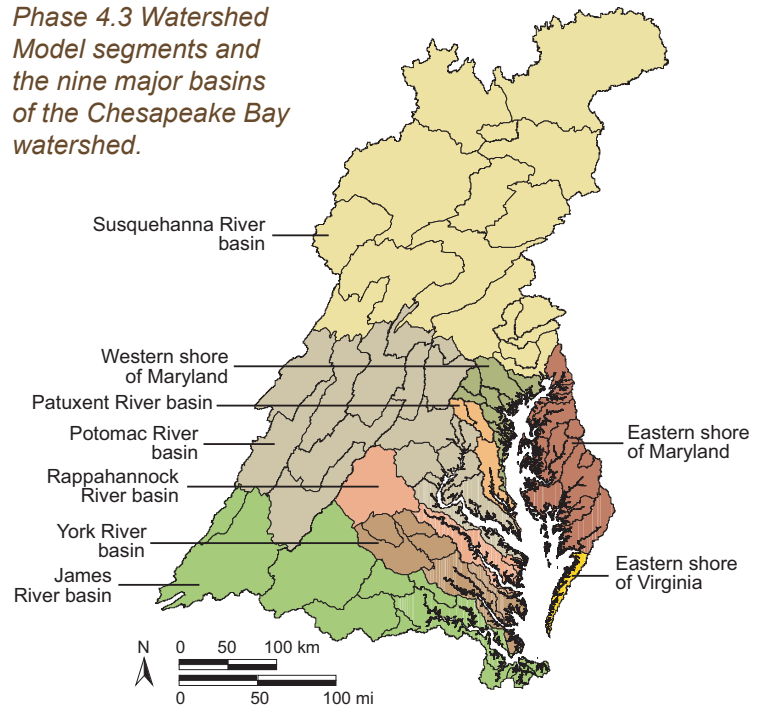 Phase 4.3 Watershed
Model segments and
the nine major basins
of the Chesapeake Bay
watershed.
Susquehanna River
basin
Western shore
of Maryland
Patuxent River basin
Potomac River
basin
Rappahannock
River basin
York River
basin
James
River basin
Eastern shore
of Maryland
Eastern shore
of Virginia
N
0 50 100 km
0 50 100 mi